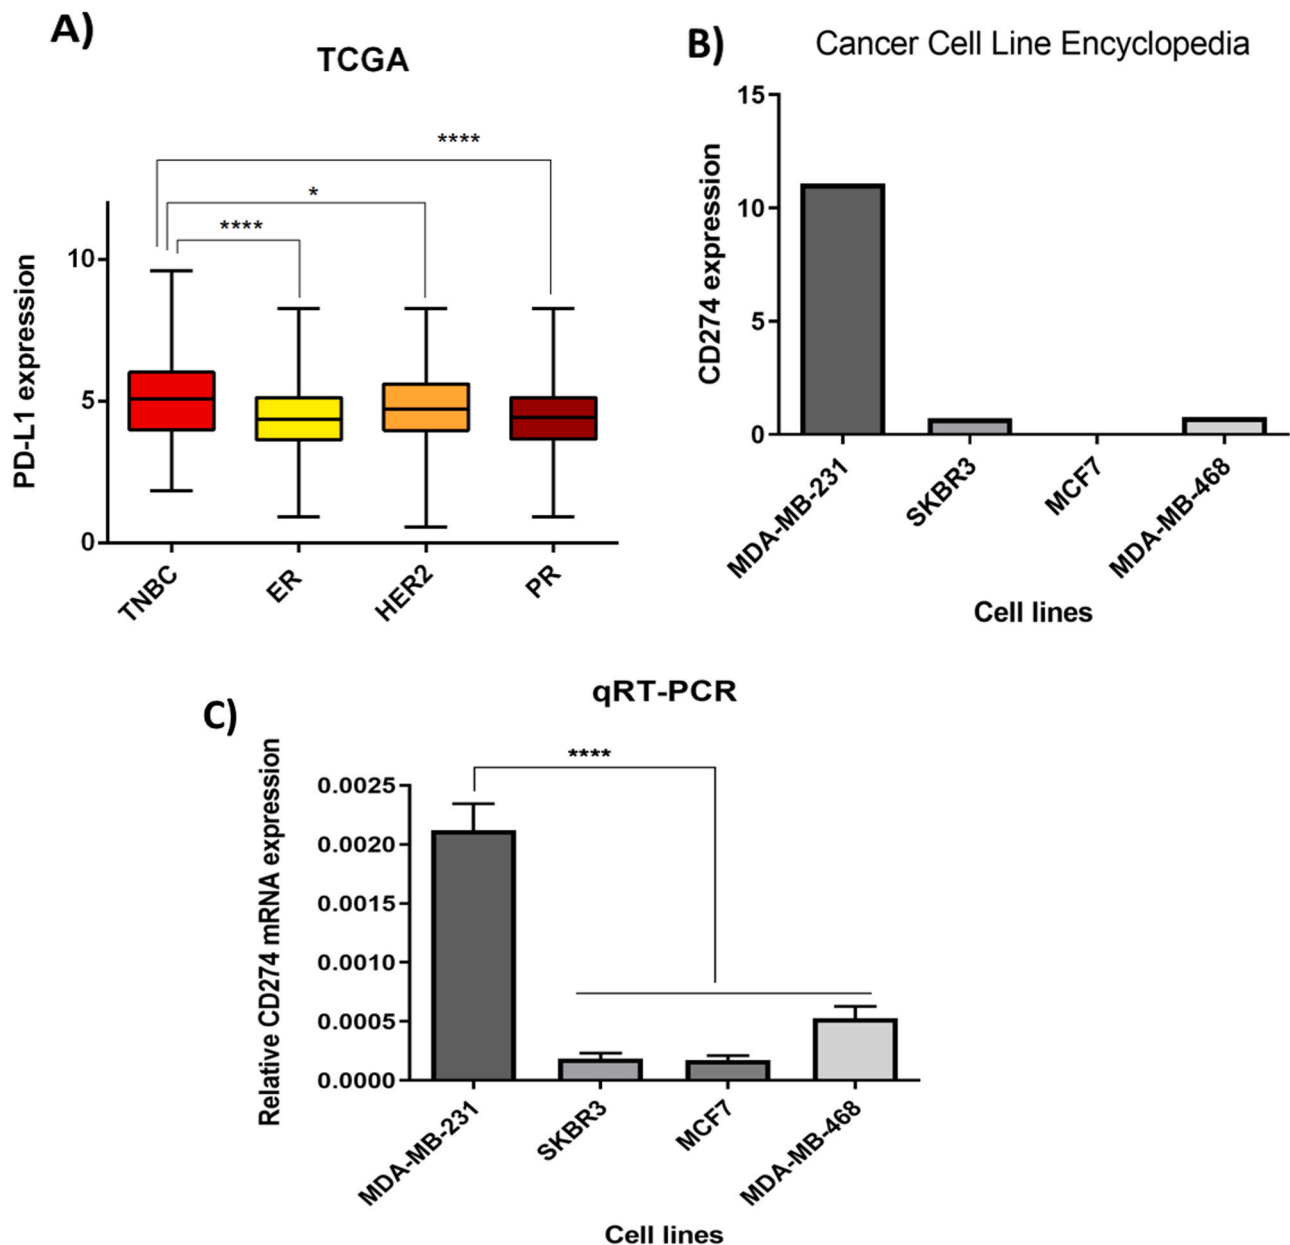 A)
TCGA
****
*
****
PD-L1 expression
10
5
0
TNBC
ER
HER2
PR
B)
Cancer Cell Line Encyclopedia
CD274 expression
15
10
5
0
MDA-MB-231
SKBR3
MCF7
MDA-MB-468
Cell lines
C)
qRT-PCR
****
Relative CD274 mRNA expression
0.0025
0.0020
0.0015
0.0010
0.0005
0.0000
MDA-MB-231
SKBR3
MCF7
MDA-MB-468
Cell lines